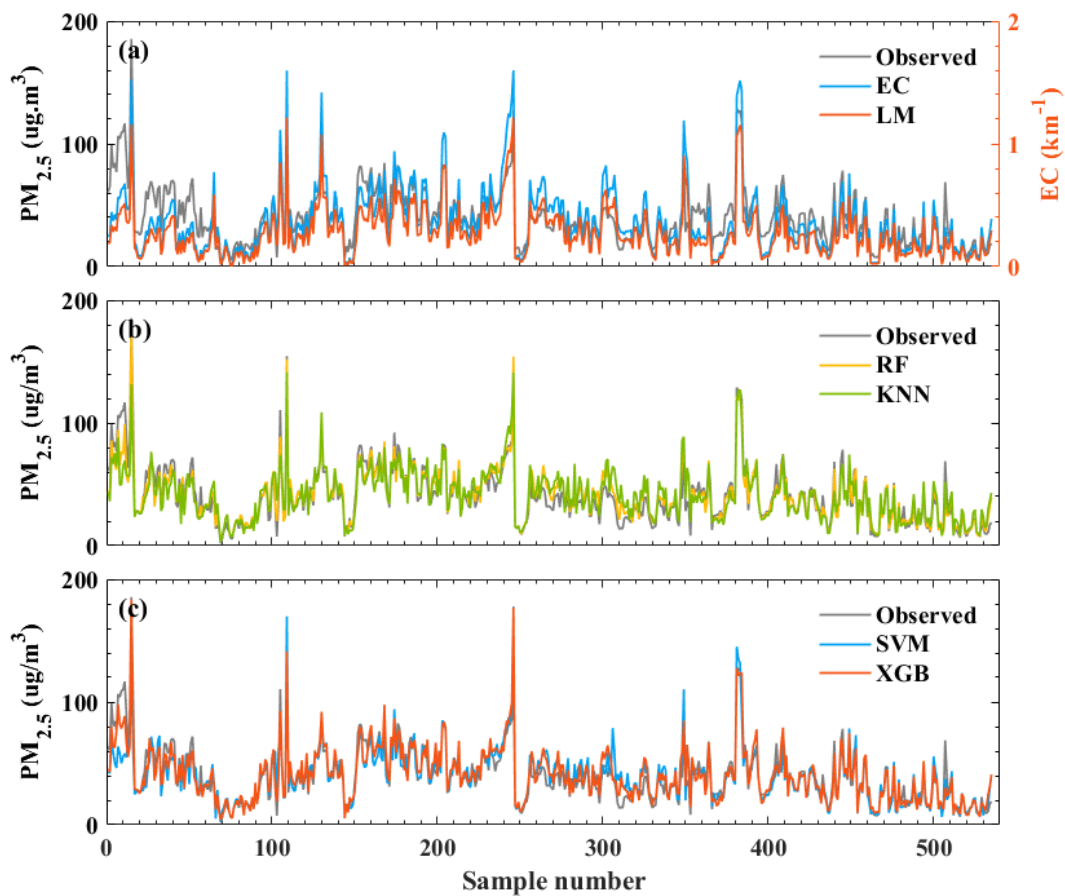 (a)
Observed
EC
LM
200
100
0
PM2.5 (ug.m3)
2
1
0
EC (km-1)
(b)
Observed
RF
KNN
200
100
0
PM2.5 (ug/m3)
(c)
Observed
SVM
XGB
200
100
0
PM2.5 (ug/m3)
0 100 200 300 400 500
Sample number